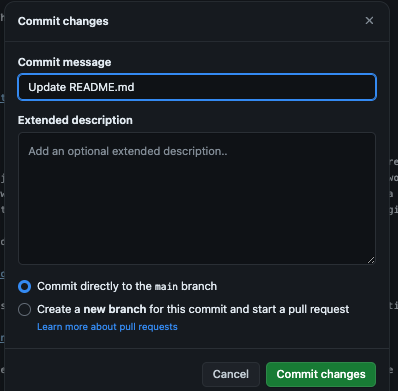 Commit changes
Commit message
Update README.md
Extended description
Add an optional extended description..
Commit directly to the main branch
Create a new branch for this commit and start a pull request
Learn more about pull requests
Cancel
Commit changes